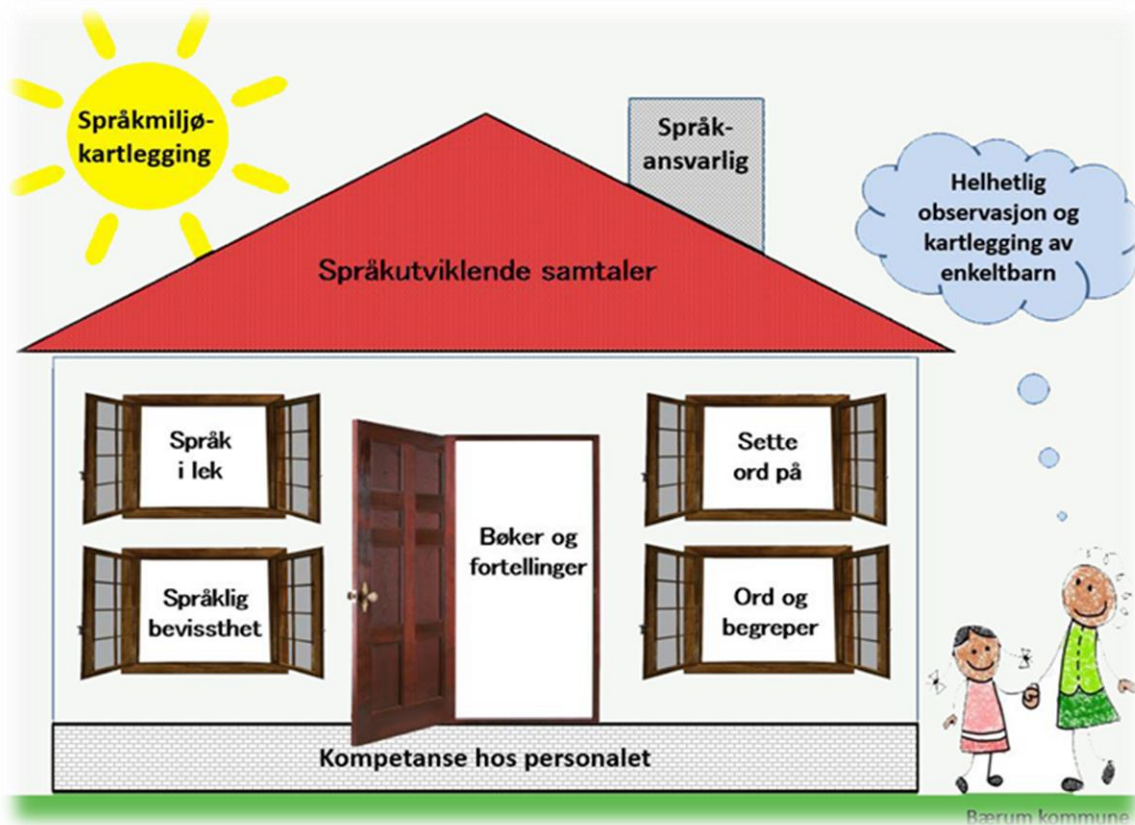 Språkmiljø-
kartlegging
Språk-
ansvarlig
Helhetlig
observasjon og
kartlegging av
enkeltbarn
Språkutviklende samtaler
Språk
i lek
Sette
ord på
Bøker og
fortellinger
Språklig
bevissthet
Ord og
begreper
Kompetanse hos personalet
Bærum kommune